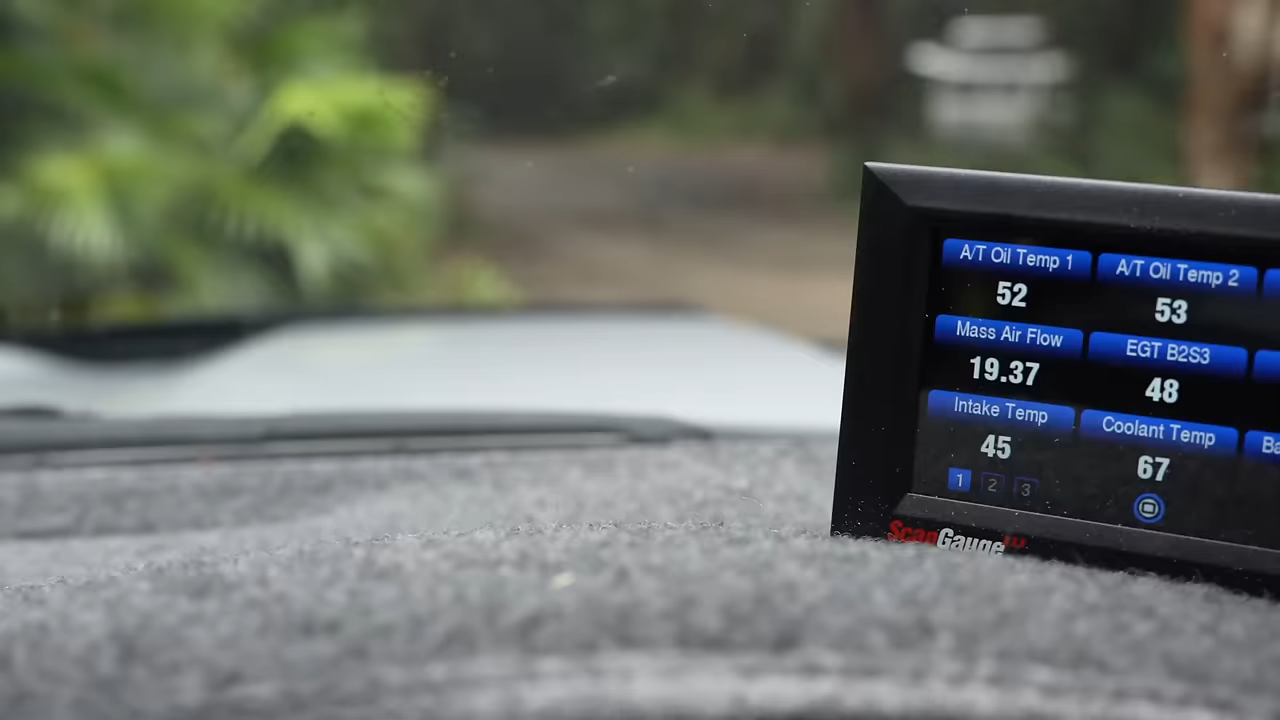 A/T Oil Temp 1
A/T Oil Temp 2
52
53
Mass Air Flow
EGT B2S3
19.37
48
Intake Temp
Coolant Temp
Ba
45
67
1 2 3
ScanGauge